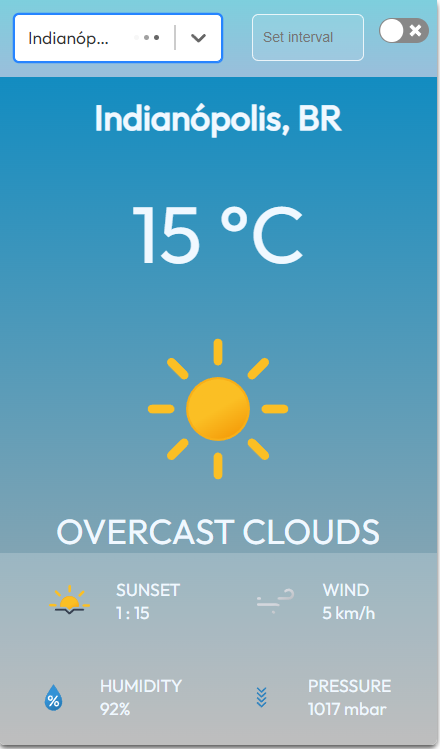 Indianóp...
Set interval
Indianópolis, BR
15 °C
OVERCAST CLOUDS
SUNSET
1 : 15
WIND
5 km/h
%
HUMIDITY
92%
PRESSURE
1017 mbar